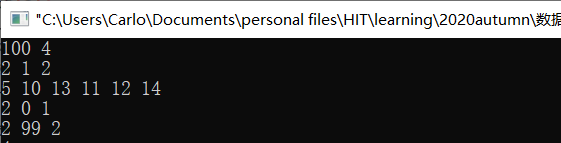 "C:\Users\Carlo\Documents\personal files\HIT\learning\2020autumn\数据
100 4
2 1 2
5 10 13 11 12 14
2 0 1
2 99 2